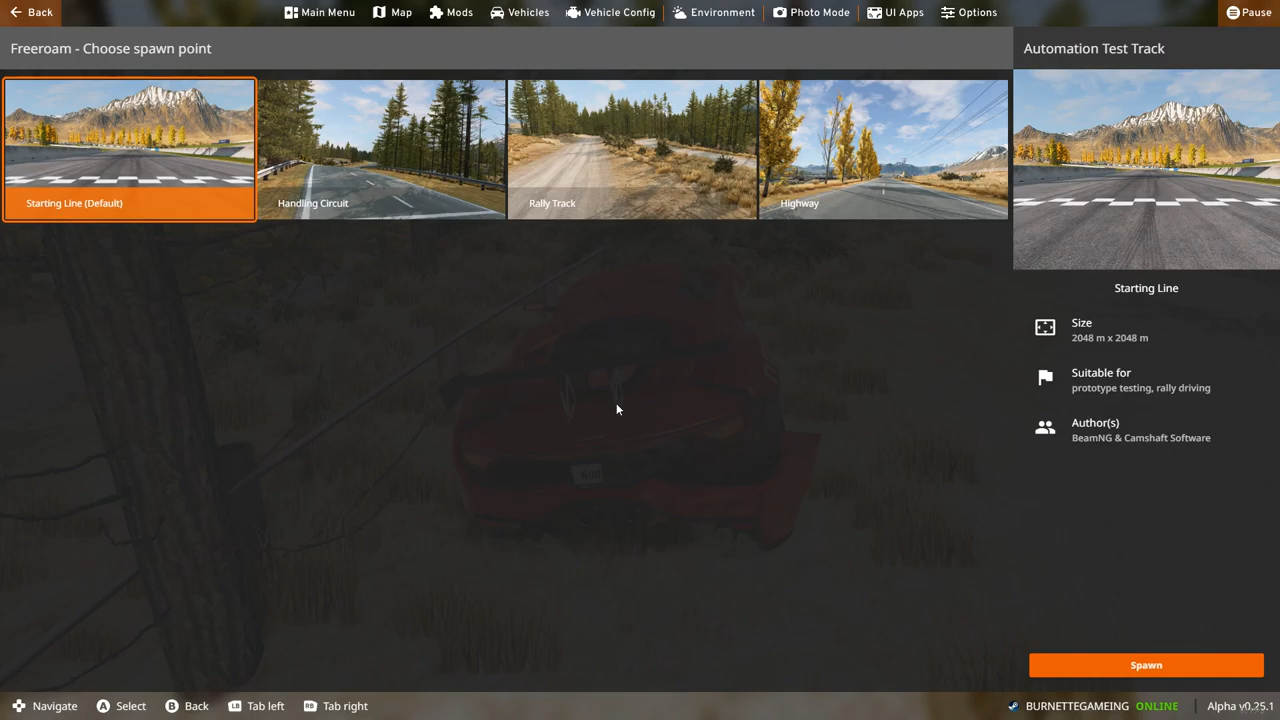 Back
Main Menu
Map
Mods
Vehicles
Vehicle Config
Environment
Photo Mode
UI Apps
Options
Pause
Freeroam - Choose spawn point
Automation Test Track
Starting Line (Default)
Handling Circuit
Rally Track
Highway
Starting Line
Size
2048 m x 2048 m
Suitable for
prototype testing, rally driving
Author(s)
BeamNG & Camshaft Software
Spawn
Navigate
A Select
B Back
LB Tab left
RB Tab right
BURNETTEGAMEING ONLINE
Alpha v0.25.1